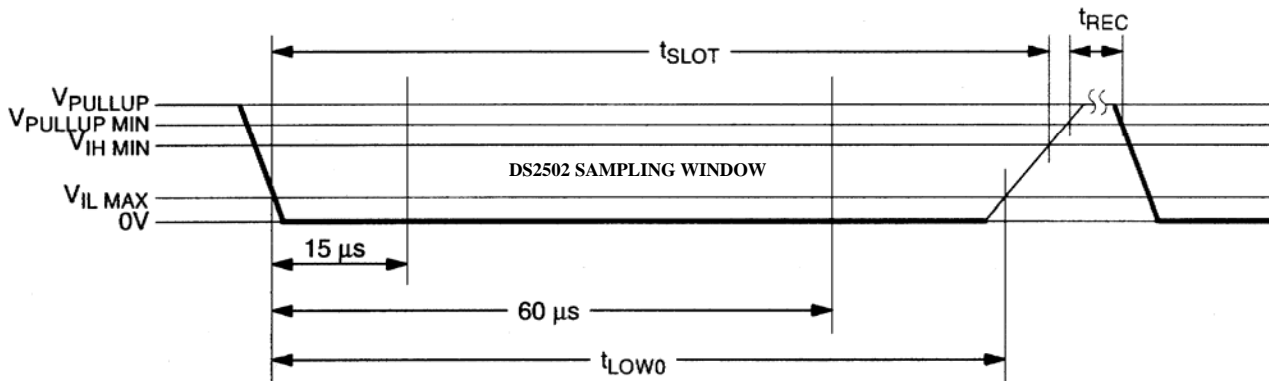 tREC
tSLOT
VPULLUP
VPULLUP MIN
VIH MIN
DS2502 SAMPLING WINDOW
VIL MAX
0V
15 μs
60 μs
tLOW0